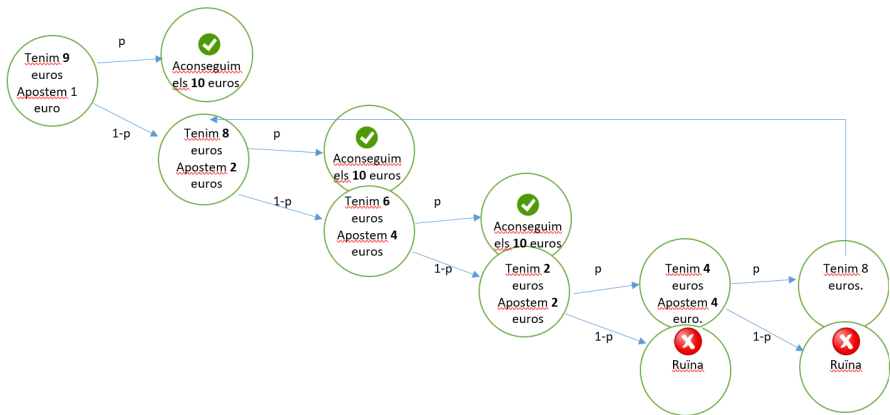 Tenim 9
euros
Apostem 1
euro
p
1-p
Aconseguim
els 10 euros
Tenim 8
euros
Apostem 2
euros
p
1-p
Aconseguim
els 10 euros
Tenim 6
euros
Apostem 4
euros
p
1-p
Aconseguim
els 10 euros
Tenim 2
euros
Apostem 2
euros
p
1-p
Tenim 4
euros
Apostem 4
euro.
p
1-p
Ruïna
Tenim 8
euros.
Ruïna